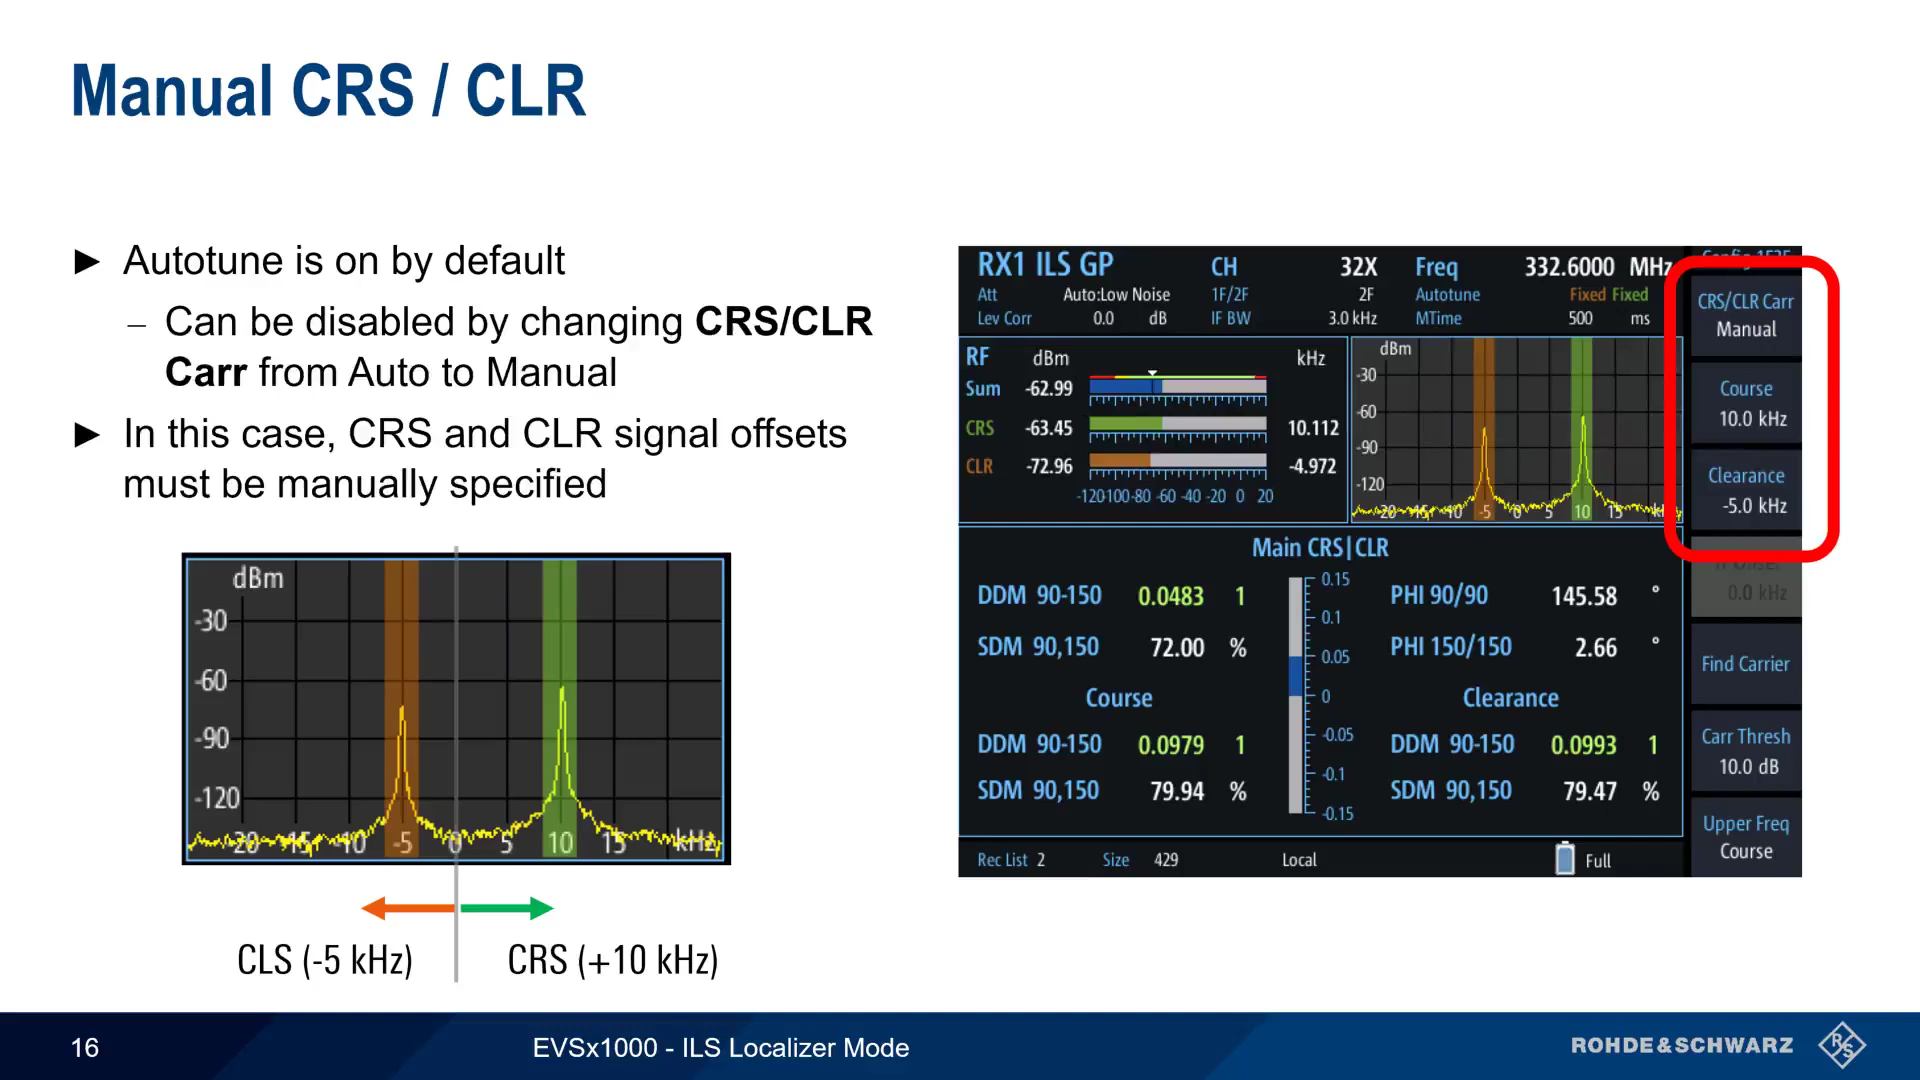 Manual CRS / CLR
► Autotune is on by default
– Can be disabled by changing CRS/CLR
Carr from Auto to Manual
► In this case, CRS and CLR signal offsets
must be manually specified
dBm
-30
-60
-90
-120
-20 -15 -10 -5 0 5 10 15 kHz
CLS (-5 kHz) CRS (+10 kHz)
RX1 ILS GP CH 32X Freq 332.6000 MHz
Att Auto:Low Noise 1F/2F 2F Autotune Fixed Fixed
Lev Corr 0.0 dB IF BW 3.0 kHz MTime 500 ms
RF dBm kHz
Sum -62.99
CRS -63.45 10.112
CLR -72.96 -4.972
-120-100-80 -60 -40 -20 0 20
dBm
-30
-60
-90
-120
-20 -15 -10 -5 0 5 10 15
Main CRS|CLR
DDM 90-150 0.0483 1
SDM 90,150 72.00 %
PHI 90/90 145.58 °
PHI 150/150 2.66 °
0.15
0.1
0.05
0
-0.05
-0.1
-0.15
Course
DDM 90-150 0.0979 1
SDM 90,150 79.94 %
Clearance
DDM 90-150 0.0993 1
SDM 90,150 79.47 %
Rec List 2 Size 429 Local Full
CRS/CLR Carr
Manual
Course
10.0 kHz
Clearance
-5.0 kHz
0.0 kHz
Find Carrier
Carr Thresh
10.0 dB
Upper Freq
Course
16
EVSx1000 - ILS Localizer Mode
ROHDE&SCHWARZ
RS